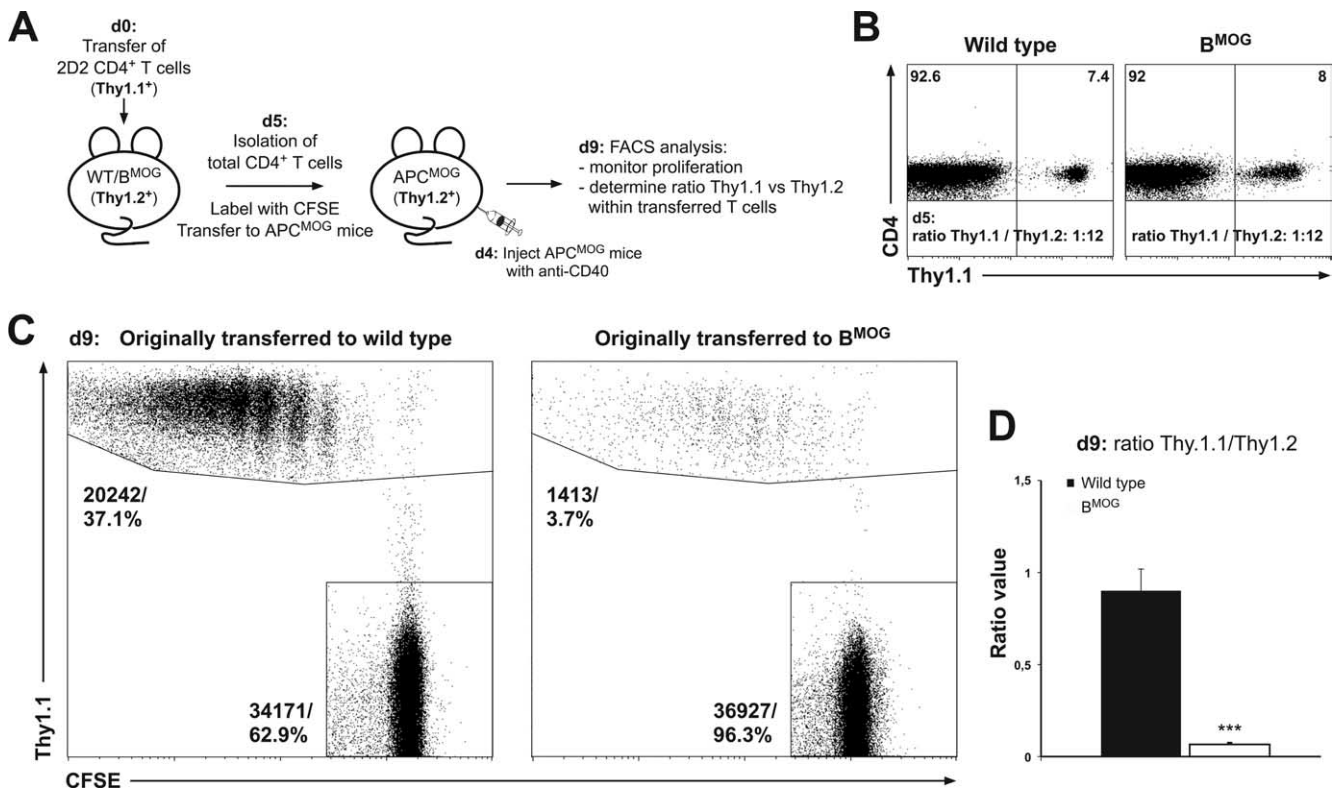 A
d0:
Transfer of
2D2 CD4⁺ T cells
(Thy1.1⁺)
WT/Bᴹᴼᴳ
(Thy1.2⁺)
d5:
Isolation of
total CD4⁺ T cells
Label with CFSE
Transfer to APCᴹᴼᴳ mice
APCᴹᴼᴳ
(Thy1.2⁺)
d4: Inject APCᴹᴼᴳ mice
with anti-CD40
d9: FACS analysis:
- monitor proliferation
- determine ratio Thy1.1 vs Thy1.2
within transferred T cells
B
Wild type
Bᴹᴼᴳ
92.6
7.4
92
8
d5:
ratio Thy1.1 / Thy1.2: 1:12
ratio Thy1.1 / Thy1.2: 1:12
CD4
Thy1.1
C
d9: Originally transferred to wild type
Originally transferred to Bᴹᴼᴳ
20242/
37.1%
34171/
62.9%
1413/
3.7%
36927/
96.3%
Thy1.1
CFSE
D
d9: ratio Thy.1.1/Thy1.2
Wild type
Bᴹᴼᴳ
Ratio value
1,5
1
0,5
0
***